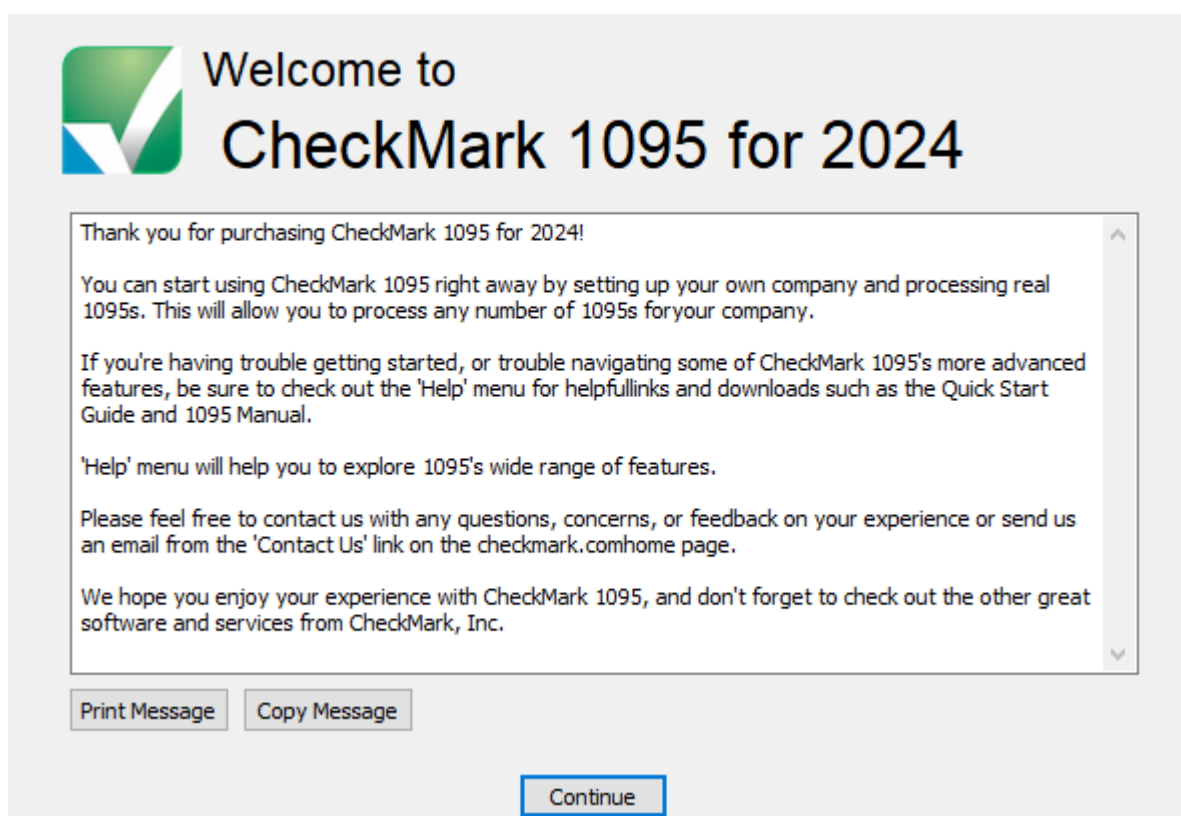 Welcome to
CheckMark 1095 for 2024
Thank you for purchasing CheckMark 1095 for 2024!
You can start using CheckMark 1095 right away by setting up your own company and processing real
1095s. This will allow you to process any number of 1095s foryour company.
If you're having trouble getting started, or trouble navigating some of CheckMark 1095's more advanced
features, be sure to check out the 'Help' menu for helpfullinks and downloads such as the Quick Start
Guide and 1095 Manual.
'Help' menu will help you to explore 1095's wide range of features.
Please feel free to contact us with any questions, concerns, or feedback on your experience or send us
an email from the 'Contact Us' link on the checkmark.comhome page.
We hope you enjoy your experience with CheckMark 1095, and don't forget to check out the other great
software and services from CheckMark, Inc.
Print Message
Copy Message
Continue